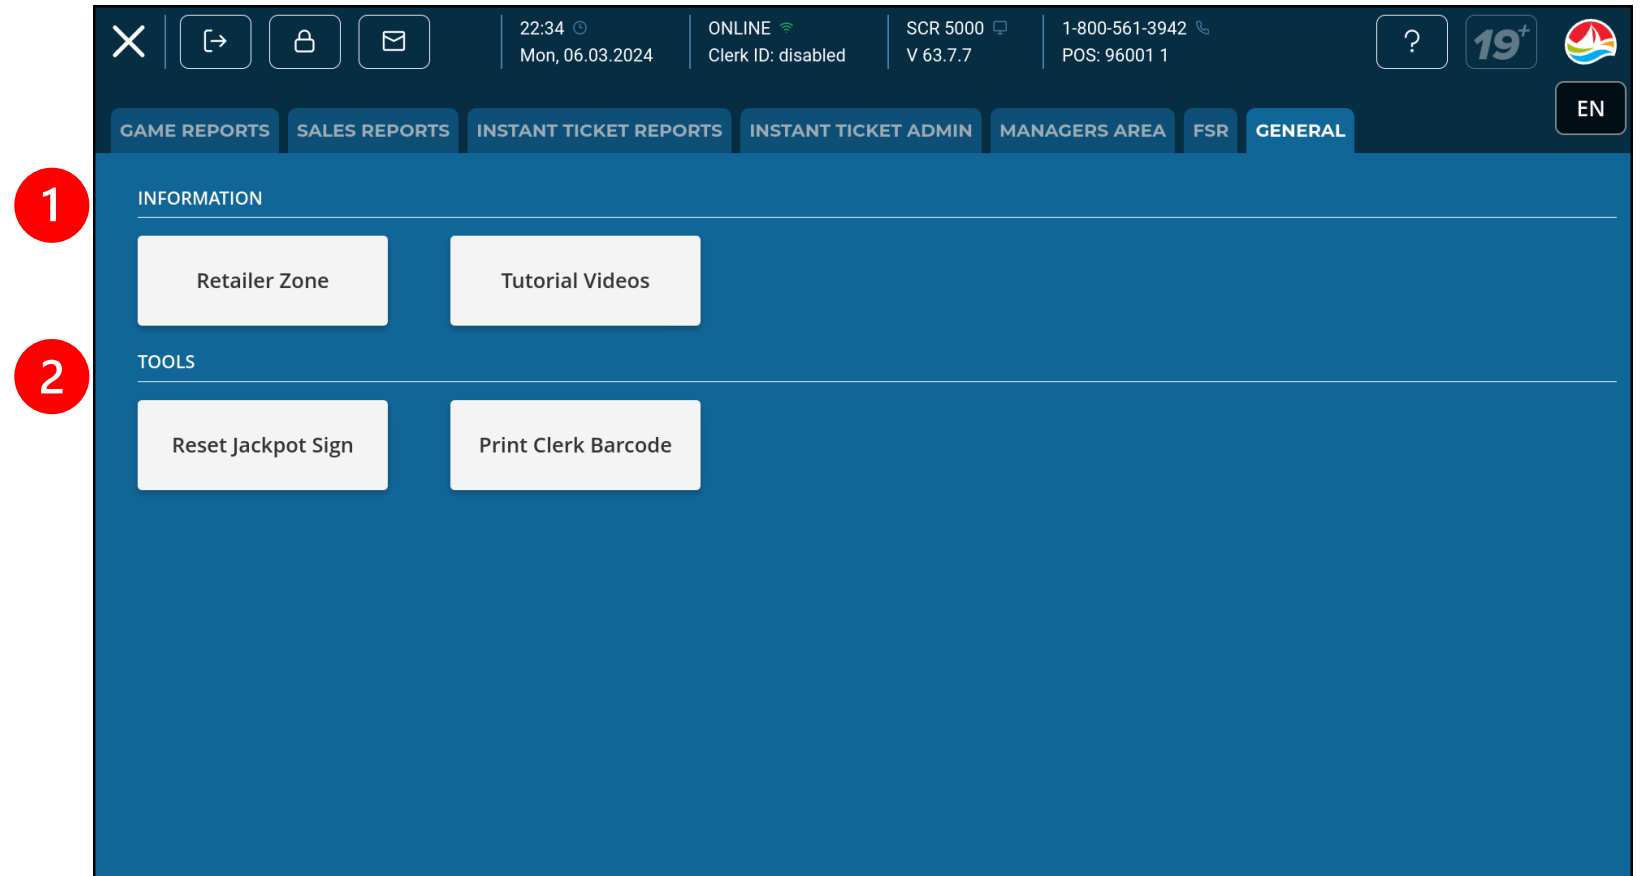 22:34
Mon, 06.03.2024
ONLINE
Clerk ID: disabled
SCR 5000
V 63.7.7
1-800-561-3942
POS: 96001 1
?
19+
EN
GAME REPORTS
SALES REPORTS
INSTANT TICKET REPORTS
INSTANT TICKET ADMIN
MANAGERS AREA
FSR
GENERAL
1
INFORMATION
Retailer Zone
Tutorial Videos
2
TOOLS
Reset Jackpot Sign
Print Clerk Barcode